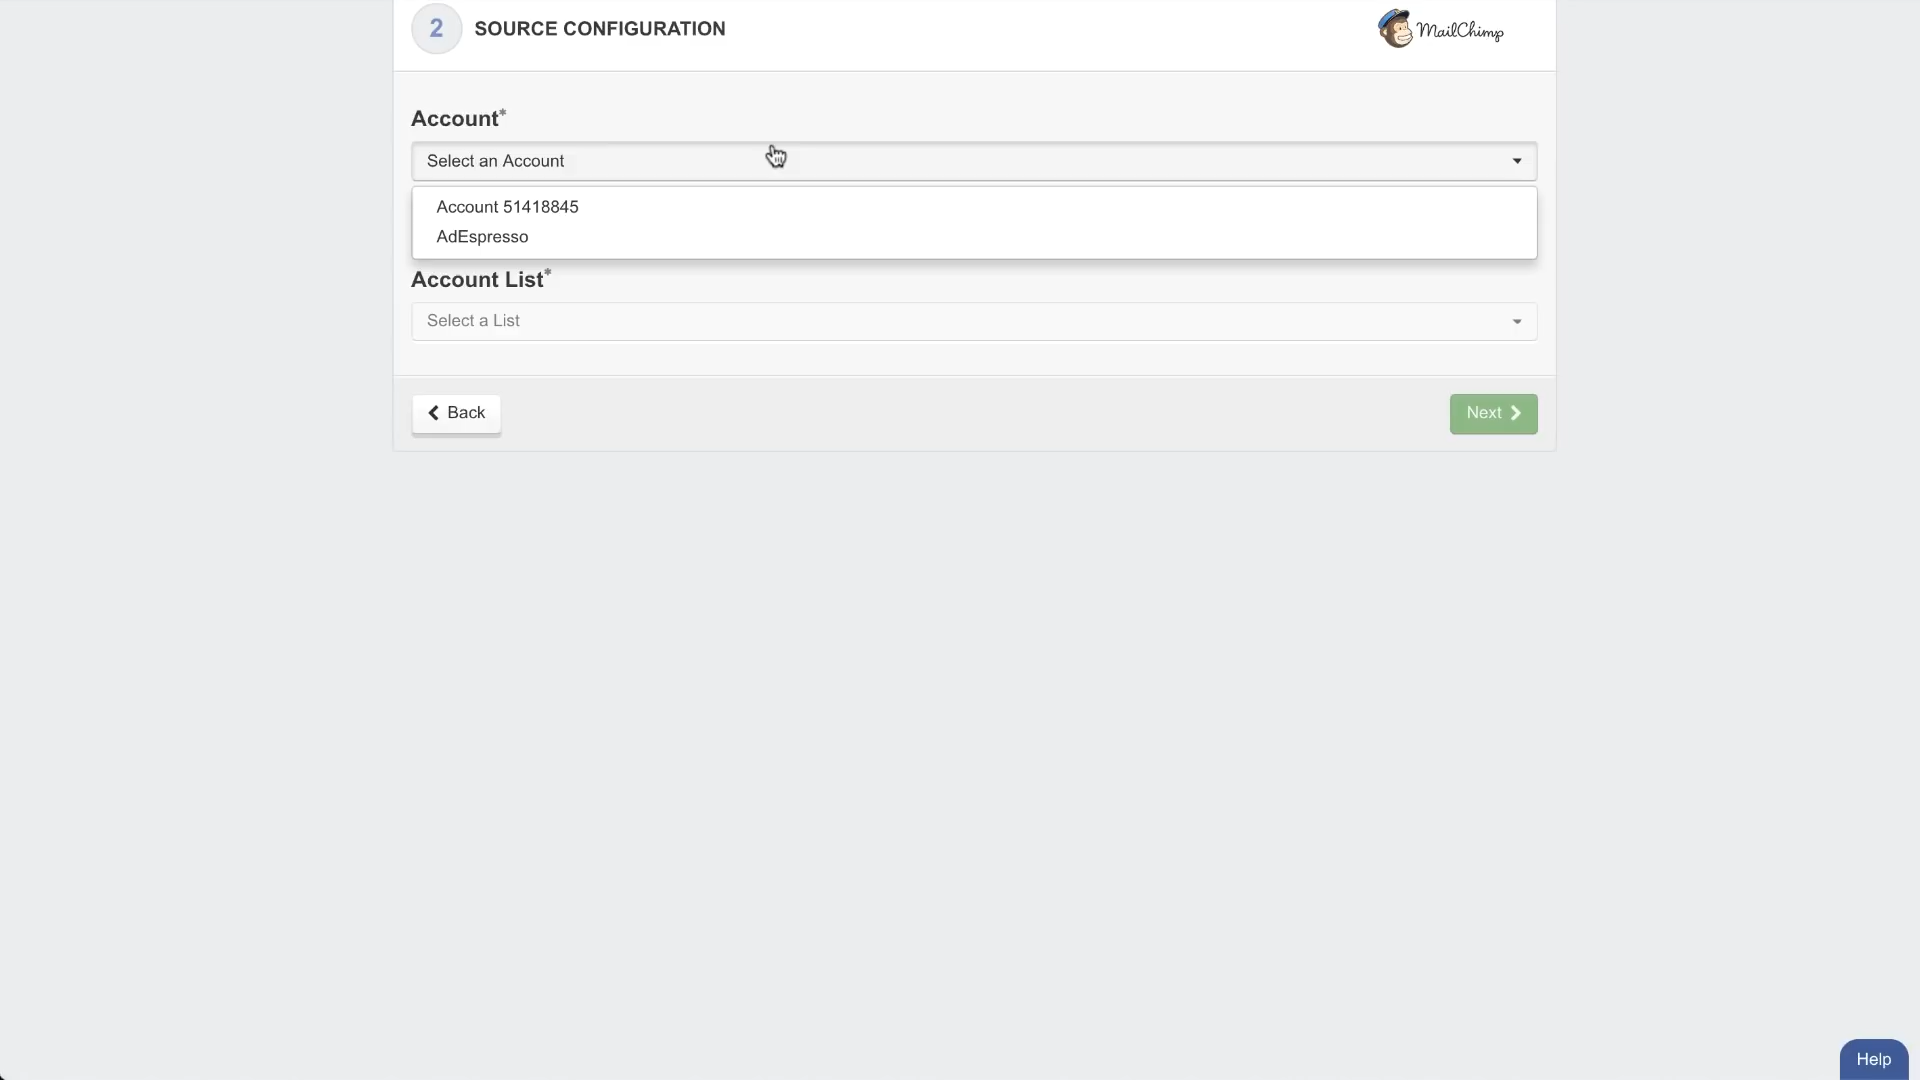 2 SOURCE CONFIGURATION
MailChimp
Account*
Select an Account
Account 51418845
AdEspresso
Account List*
Select a List
Back
Next
Help